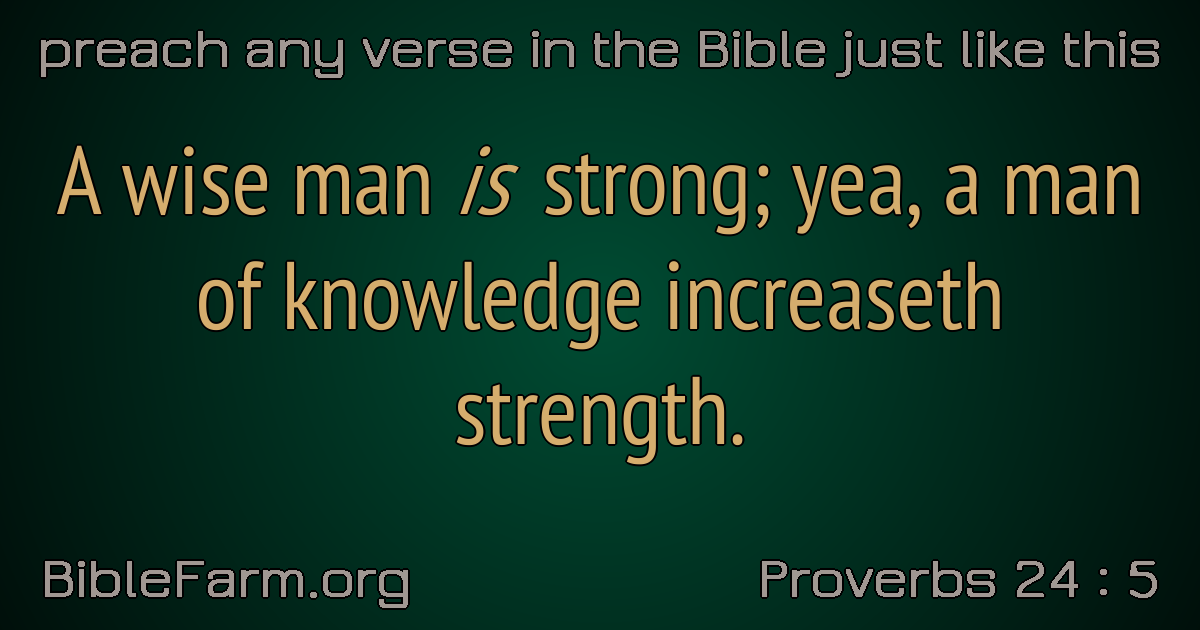 preach any verse in the Bible just like this
A wise man is strong; yea, a man
of knowledge increaseth
strength.
BibleFarm.org
Proverbs 24 : 5